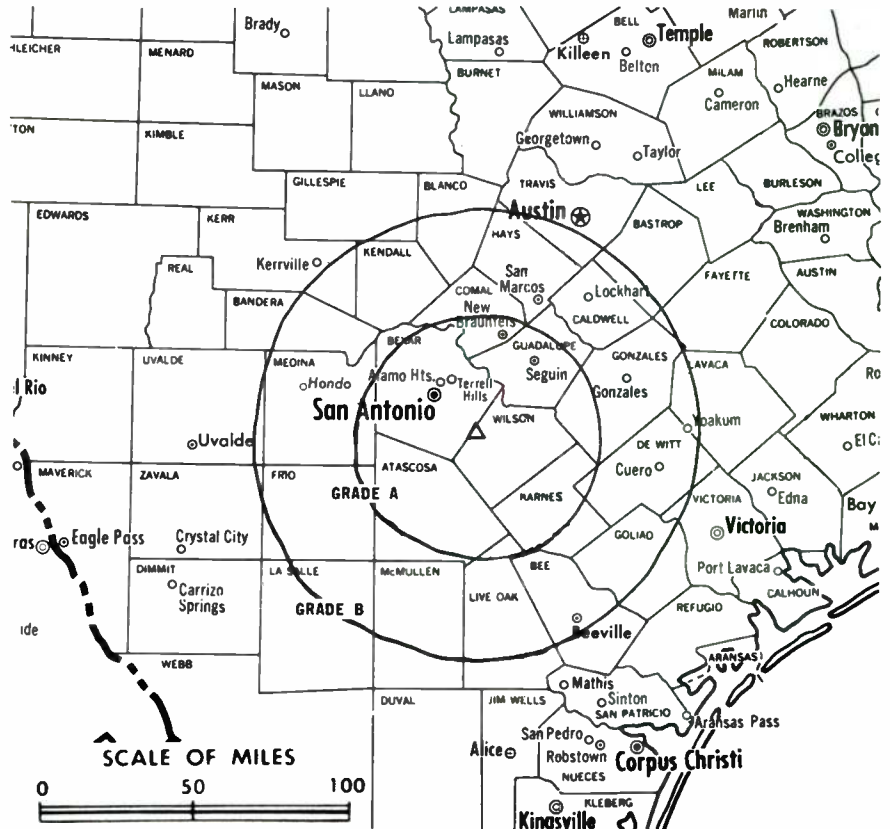 LAMPASAS
Brady
BELL
Marlin
Lampasas
Killeen
Temple
ROBERTSON
Belton
MENARD
BURNET
MILAM
Hearne
MASON
LLANO
Cameron
WILLIAMSON
BRAZOS
KIMBLE
Georgetown
Taylor
GILLESPIE
BLANCO
TRAVIS
LEE
BURLESON
EDWARDS
KERR
Austin
WASHINGTON
BASTROP
Brenham
HAYS
KENDALL
REAL
Kerrville
San
Marcos
FAYETTE
AUSTIN
BANDERA
COMAL
Lockhart
New
Braunfels
CALDWELL
COLORADO
BEXAR
GUADALUPE
KINNEY
UVALDE
MEDINA
GONZALES
LAVACA
Seguin
Hondo
Alamo Hts.
Terrell
Hills
Gonzales
San Antonio
WILSON
Yoakum
WHARTON
Uvalde
DE WITT
MAVERICK
ZAVALA
FRIO
ATASCOSA
Cuero
JACKSON
GRADE A
KARNES
VICTORIA
Edna
Bay
Eagle Pass
Crystal City
GOLIAD
Victoria
DIMMIT
LA SALLE
McMULLEN
BEE
Port Lavaca
Carrizo
Springs
LIVE OAK
CALHOUN
GRADE B
REFUGIO
Beeville
WEBB
ARANSAS
Mathis
DUVAL
JIM WELLS
Sinton
SAN PATRICIO
Aransas Pass
SCALE OF MILES
Alice
San Pedro
Robstown
Corpus Christi
0 50 100
NUECES
KLEBERG
Kingsville